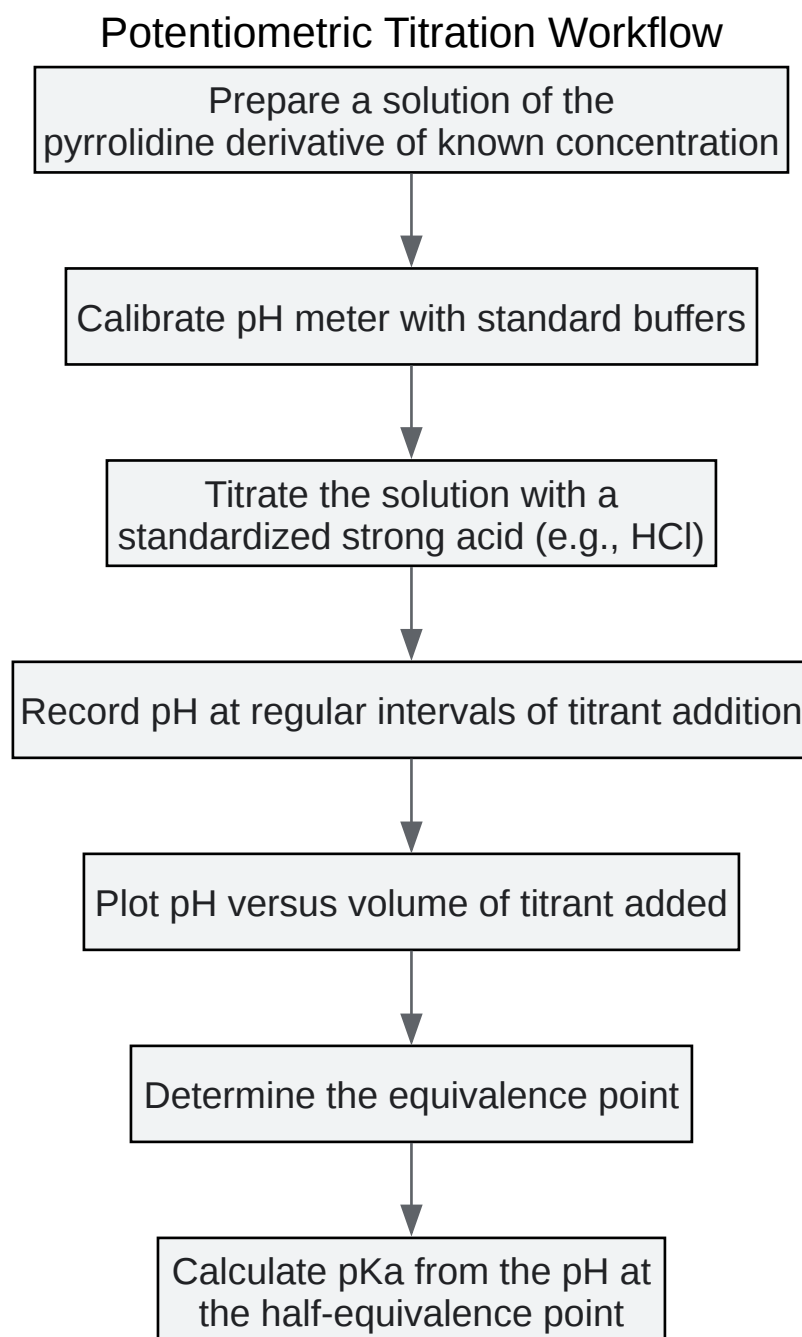 Potentiometric Titration Workflow
Prepare a solution of the
pyrrolidine derivative of known concentration
Calibrate pH meter with standard buffers
Titrate the solution with a
standardized strong acid (e.g., HCl)
Record pH at regular intervals of titrant addition
Plot pH versus volume of titrant added
Determine the equivalence point
Calculate pKa from the pH at
the half-equivalence point